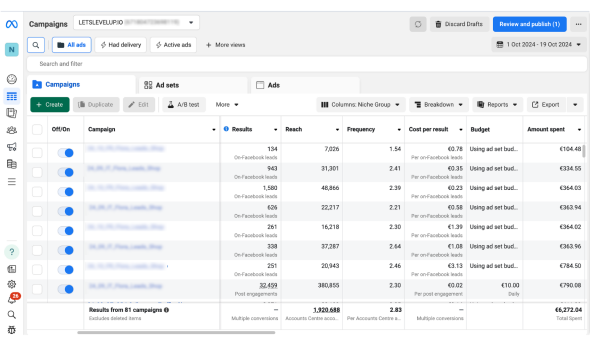 Campaigns LETSLEVELUP.IO Discard Drafts Review and publish (1)
All ads Had delivery Active ads + More views 1 Oct 2024 - 19 Oct 2024
N
Search and filter
Campaigns Ad sets Ads
+ Create Duplicate Edit A/B test More Columns: Niche Group Breakdown Reports Export
Off/On Campaign Results Reach Frequency Cost per result Budget Amount spent
134 7,026 1.54 €0.78 Using ad set bud... €104.48
On-Facebook leads Per on-Facebook leads
943 31,301 2.41 €0.35 Using ad set bud... €334.55
On-Facebook leads Per on-Facebook leads
1,580 48,866 2.39 €0.23 Using ad set bud... €364.03
On-Facebook leads Per on-Facebook leads
626 22,217 2.21 €0.58 Using ad set bud... €363.94
On-Facebook leads Per on-Facebook leads
261 16,218 2.30 €1.39 Using ad set bud... €364.02
On-Facebook leads Per on-Facebook leads
338 37,287 2.64 €1.08 Using ad set bud... €363.96
On-Facebook leads Per on-Facebook leads
251 20,943 2.46 €3.13 Using ad set bud... €784.50
On-Facebook leads Per on-Facebook leads
32,459 380,855 2.30 €0.02 €10.00 €790.08
Post engagements Per post engagement Daily
26
Results from 81 campaigns — 1,920,688 2.83 — €6,272.04
Excludes deleted items Multiple conversions Accounts Centre acco... Per Accounts Centre a... Multiple conversions Total Spent